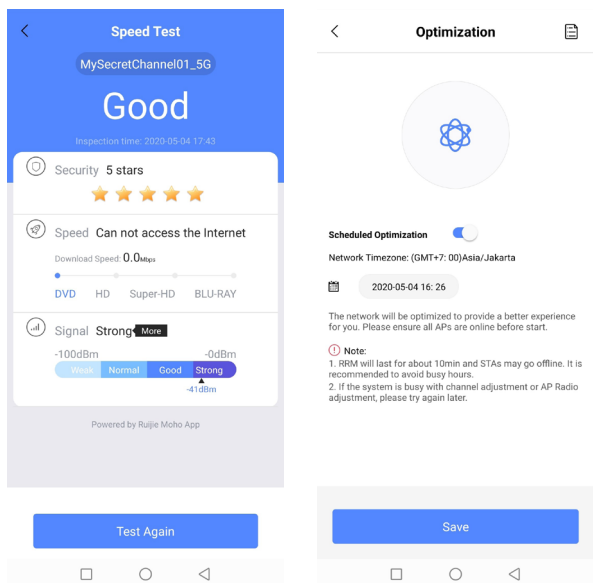 Speed Test
MySecretChannel01_5G
Good
Inspection time: 2020-05-04 17:43
Security 5 stars
Speed Can not access the Internet
Download Speed: 0.0Mbps
DVD HD Super-HD BLU-RAY
Signal Strong More
-100dBm -0dBm
Weak Normal Good Strong
-41dBm
Powered by Ruijie Moho App
Test Again
Optimization
Scheduled Optimization
Network Timezone: (GMT+7: 00)Asia/Jakarta
2020-05-04 16: 26
The network will be optimized to provide a better experience
for you. Please ensure all APs are online before start.
Note:
1. RRM will last for about 10min and STAs may go offline. It is
recommended to avoid busy hours.
2. If the system is busy with channel adjustment or AP Radio
adjustment, please try again later.
Save